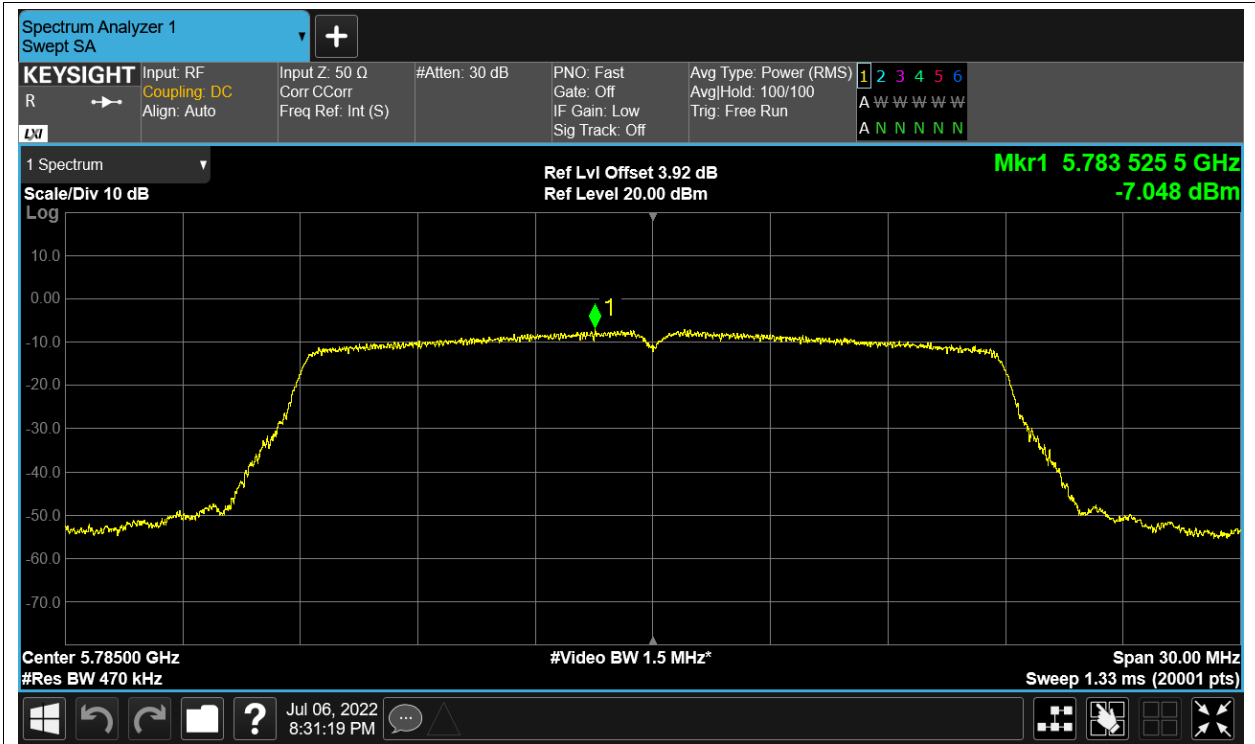 Spectrum Analyzer 1
Swept SA
+
KEYSIGHT
R
LXI
Input: RF
Coupling: DC
Align: Auto
Input Z: 50 Ω
Corr CCorr
Freq Ref: Int (S)
#Atten: 30 dB
PNO: Fast
Gate: Off
IF Gain: Low
Sig Track: Off
Avg Type: Power (RMS)
Avg|Hold: 100/100
Trig: Free Run
1 2 3 4 5 6
A W W W W W
A N N N N N
1 Spectrum
Scale/Div 10 dB
Log
Ref Lvl Offset 3.92 dB
Ref Level 20.00 dBm
Mkr1 5.783 525 5 GHz
-7.048 dBm
10.0
0.00
-10.0
-20.0
-30.0
-40.0
-50.0
-60.0
-70.0
1
Center 5.78500 GHz
#Res BW 470 kHz
#Video BW 1.5 MHz*
Span 30.00 MHz
Sweep 1.33 ms (20001 pts)
?
Jul 06, 2022
8:31:19 PM